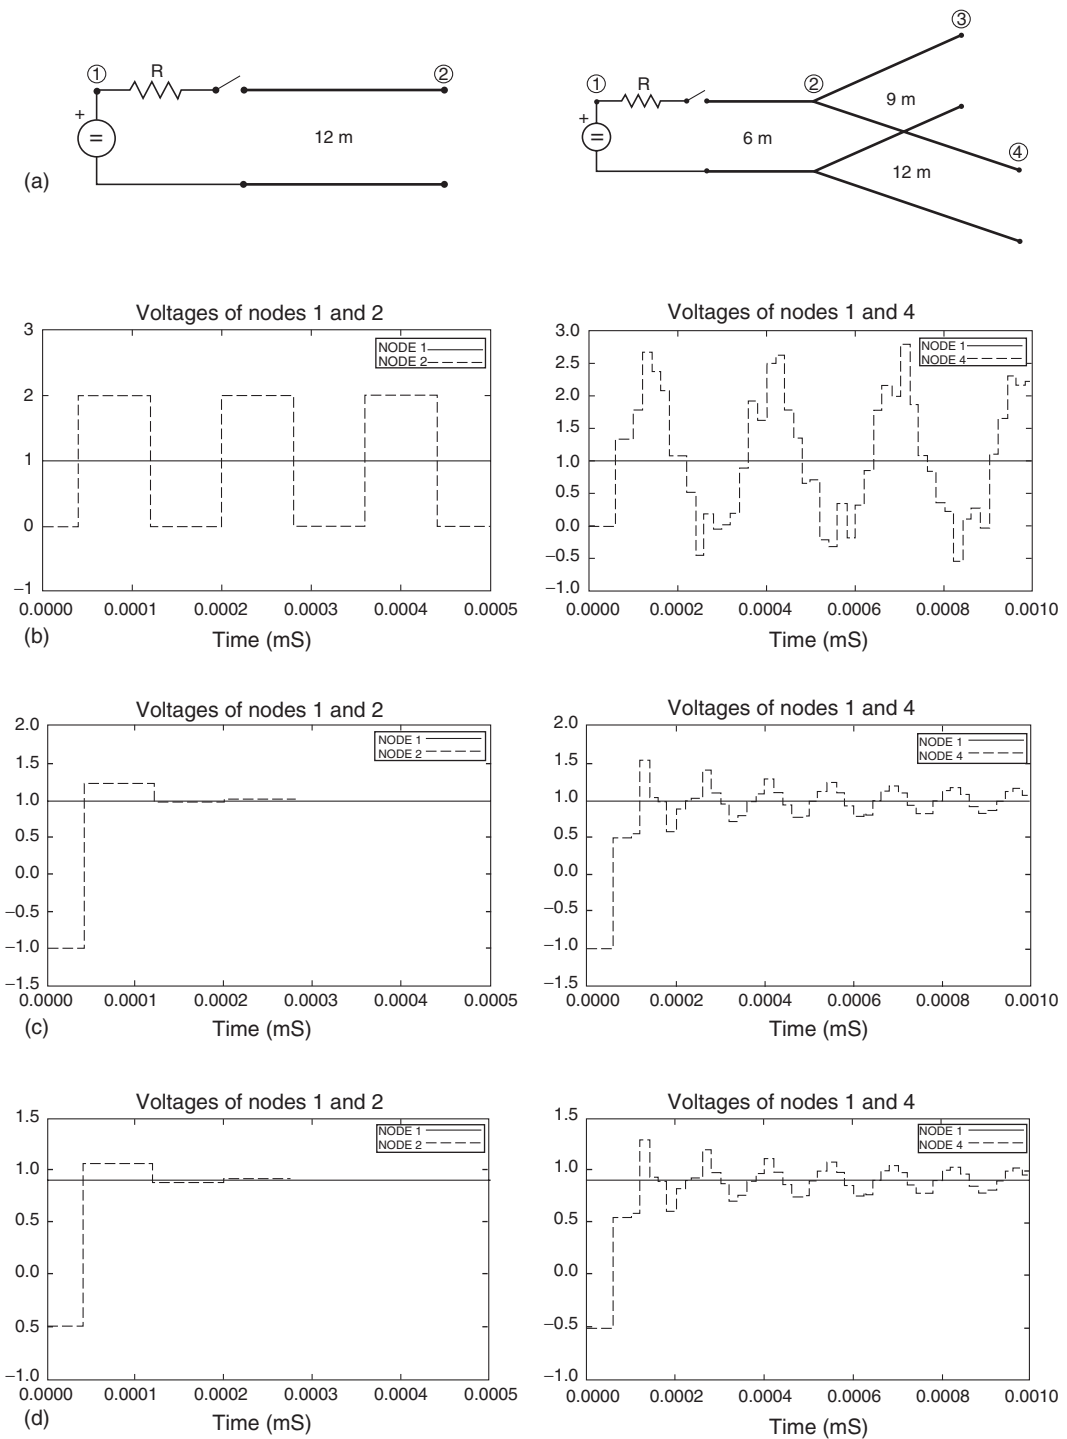 ① R ②
+
=
12 m
(a)
① R ② ③
+
=
9 m
6 m
④
12 m
Voltages of nodes 1 and 2
NODE 1
NODE 2
3
2
1
0
−1
0.0000 0.0001 0.0002 0.0003 0.0004 0.0005
Time (mS)
(b)
Voltages of nodes 1 and 4
NODE 1
NODE 4
3.0
2.5
2.0
1.5
1.0
0.5
0.0
−0.5
−1.0
0.0000 0.0002 0.0004 0.0006 0.0008 0.0010
Time (mS)
Voltages of nodes 1 and 2
NODE 1
NODE 2
2.0
1.5
1.0
0.5
0.0
−0.5
−1.0
−1.5
0.0000 0.0001 0.0002 0.0003 0.0004 0.0005
Time (mS)
(c)
Voltages of nodes 1 and 4
NODE 1
NODE 4
2.0
1.5
1.0
0.5
0.0
−0.5
−1.0
−1.5
0.0000 0.0002 0.0004 0.0006 0.0008 0.0010
Time (mS)
Voltages of nodes 1 and 2
NODE 1
NODE 2
1.5
1.0
0.5
0.0
0.5
−1.0
0.0000 0.0001 0.0002 0.0003 0.0004 0.0005
Time (mS)
(d)
Voltages of nodes 1 and 4
NODE 1
NODE 4
1.5
1.0
0.5
0.0
−0.5
−1.0
0.0000 0.0002 0.0004 0.0006 0.0008 0.0010
Time (mS)